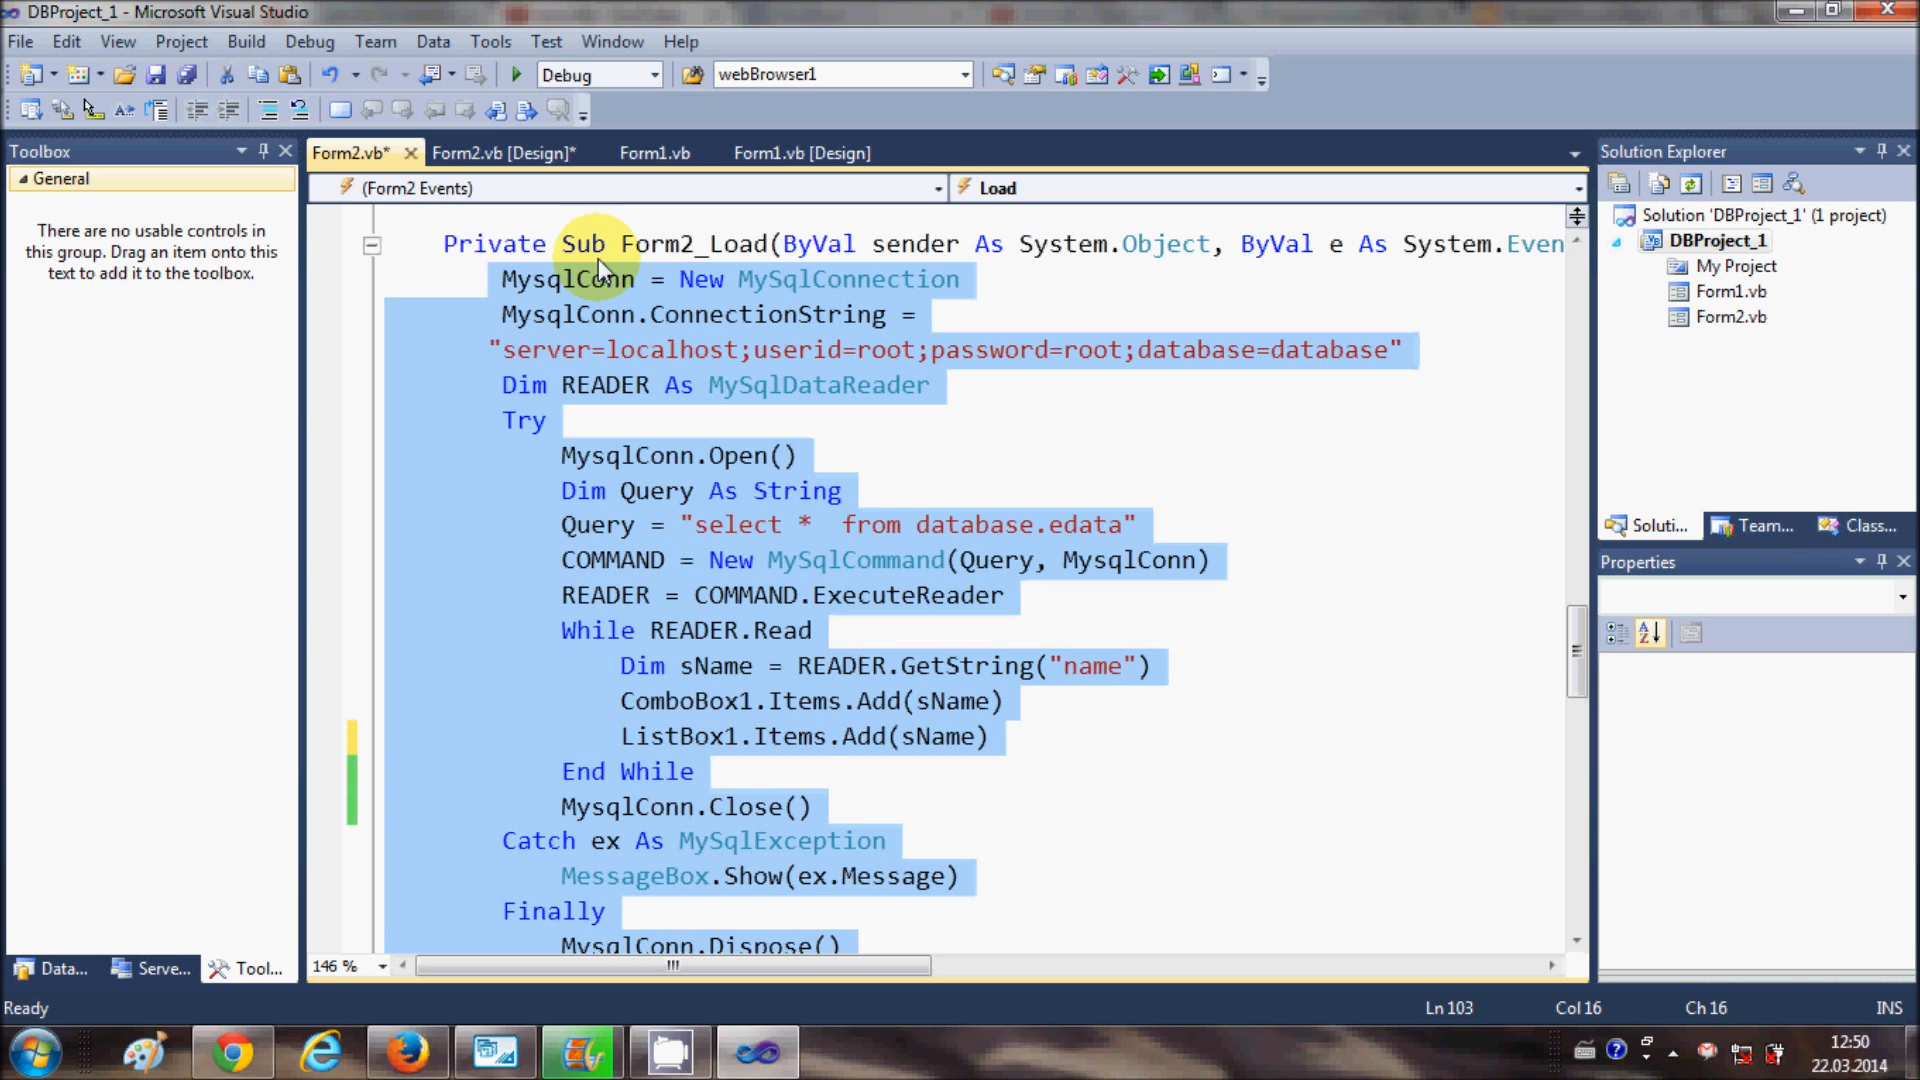 DBProject_1 - Microsoft Visual Studio
File Edit View Project Build Debug Team Data Tools Test Window Help
Debug webBrowser1
Toolbox
General
There are no usable controls in
this group. Drag an item onto this
text to add it to the toolbox.
Data... Serve... Tool...
Form2.vb* Form2.vb [Design]* Form1.vb Form1.vb [Design]
(Form2 Events) Load
Private Sub Form2_Load(ByVal sender As System.Object, ByVal e As System.Even
MysqlConn = New MySqlConnection
MysqlConn.ConnectionString =
"server=localhost;userid=root;password=root;database=database"
Dim READER As MySqlDataReader
Try
MysqlConn.Open()
Dim Query As String
Query = "select *  from database.edata"
COMMAND = New MySqlCommand(Query, MysqlConn)
READER = COMMAND.ExecuteReader
While READER.Read
Dim sName = READER.GetString("name")
ComboBox1.Items.Add(sName)
ListBox1.Items.Add(sName)
End While
MysqlConn.Close()
Catch ex As MySqlException
MessageBox.Show(ex.Message)
Finally
MysqlConn.Dispose()
146 %
Solution Explorer
Solution 'DBProject_1' (1 project)
DBProject_1
My Project
Form1.vb
Form2.vb
Soluti... Team... Class...
Properties
Ready Ln 103 Col 16 Ch 16 INS
12:50
22.03.2014